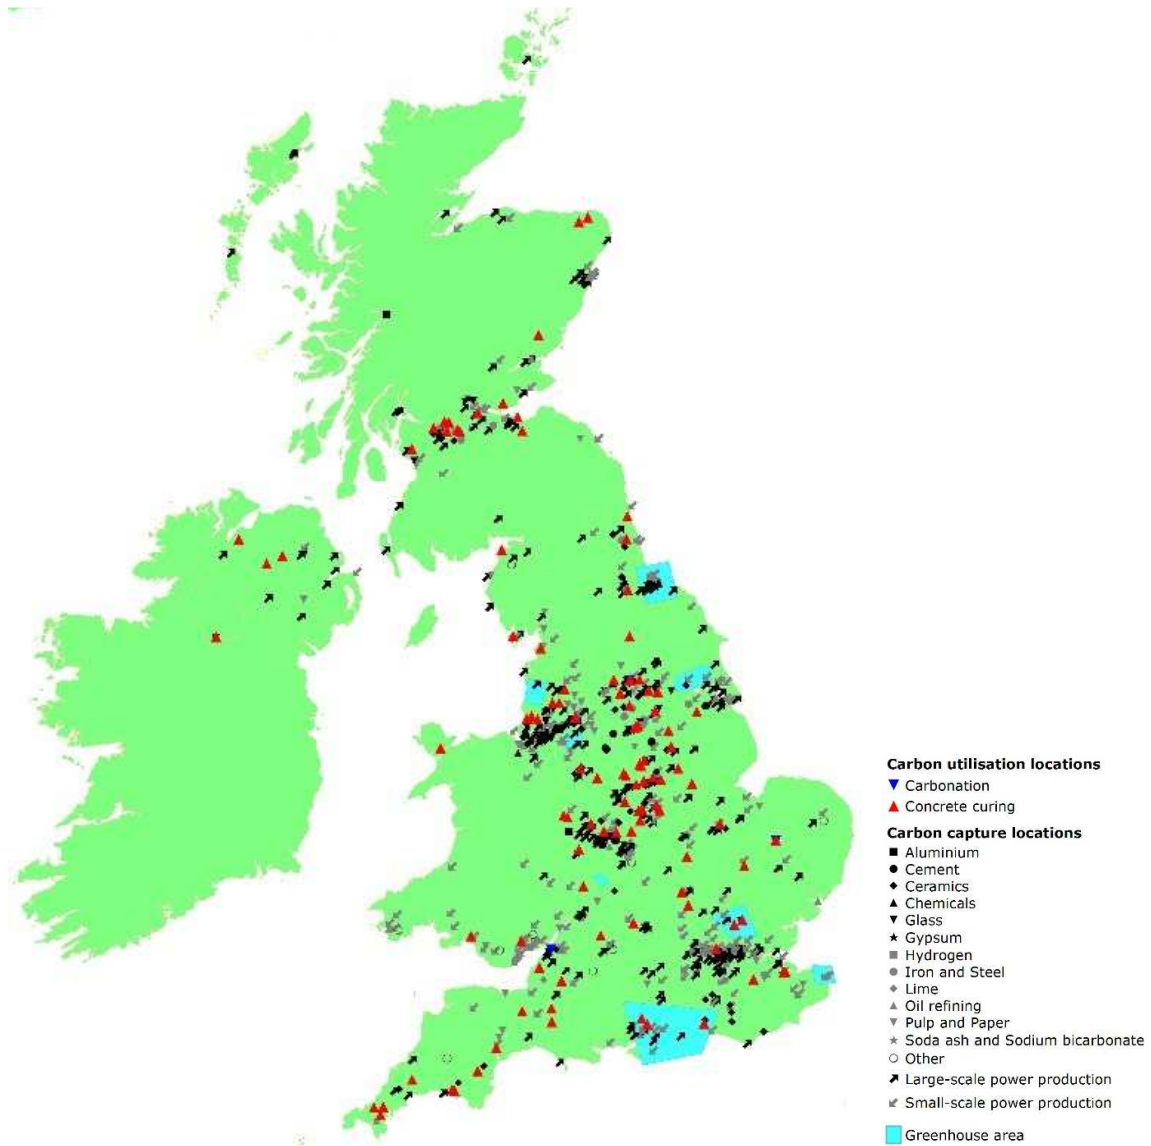 Carbon utilisation locations
Carbonation
Concrete curing
Carbon capture locations
Aluminium
Cement
Ceramics
Chemicals
Glass
Gypsum
Hydrogen
Iron and Steel
Lime
Oil refining
Pulp and Paper
Soda ash and Sodium bicarbonate
Other
Large-scale power production
Small-scale power production
Greenhouse area